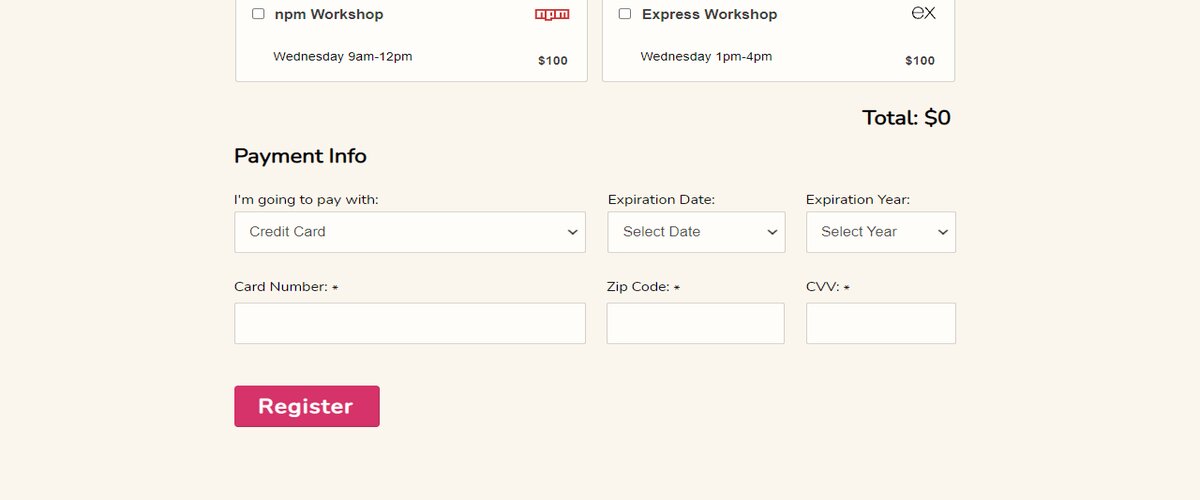 npm Workshop npm
Express Workshop ex
Wednesday 9am-12pm $100
Wednesday 1pm-4pm $100
Total: $0
Payment Info
I'm going to pay with: Expiration Date: Expiration Year:
Credit Card Select Date Select Year
Card Number: * Zip Code: * CVV: *
Register